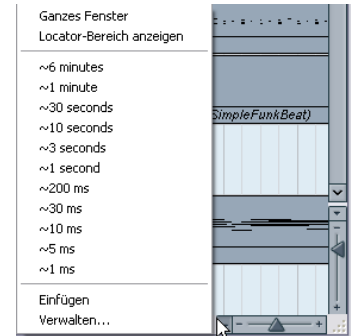 Ganzes Fenster
Locator-Bereich anzeigen
~6 minutes
~1 minute
~30 seconds
~10 seconds
~3 seconds
~1 second
~200 ms
~30 ms
~10 ms
~5 ms
~1 ms
Einfügen
Verwalten...
SimpleFunkBeat)